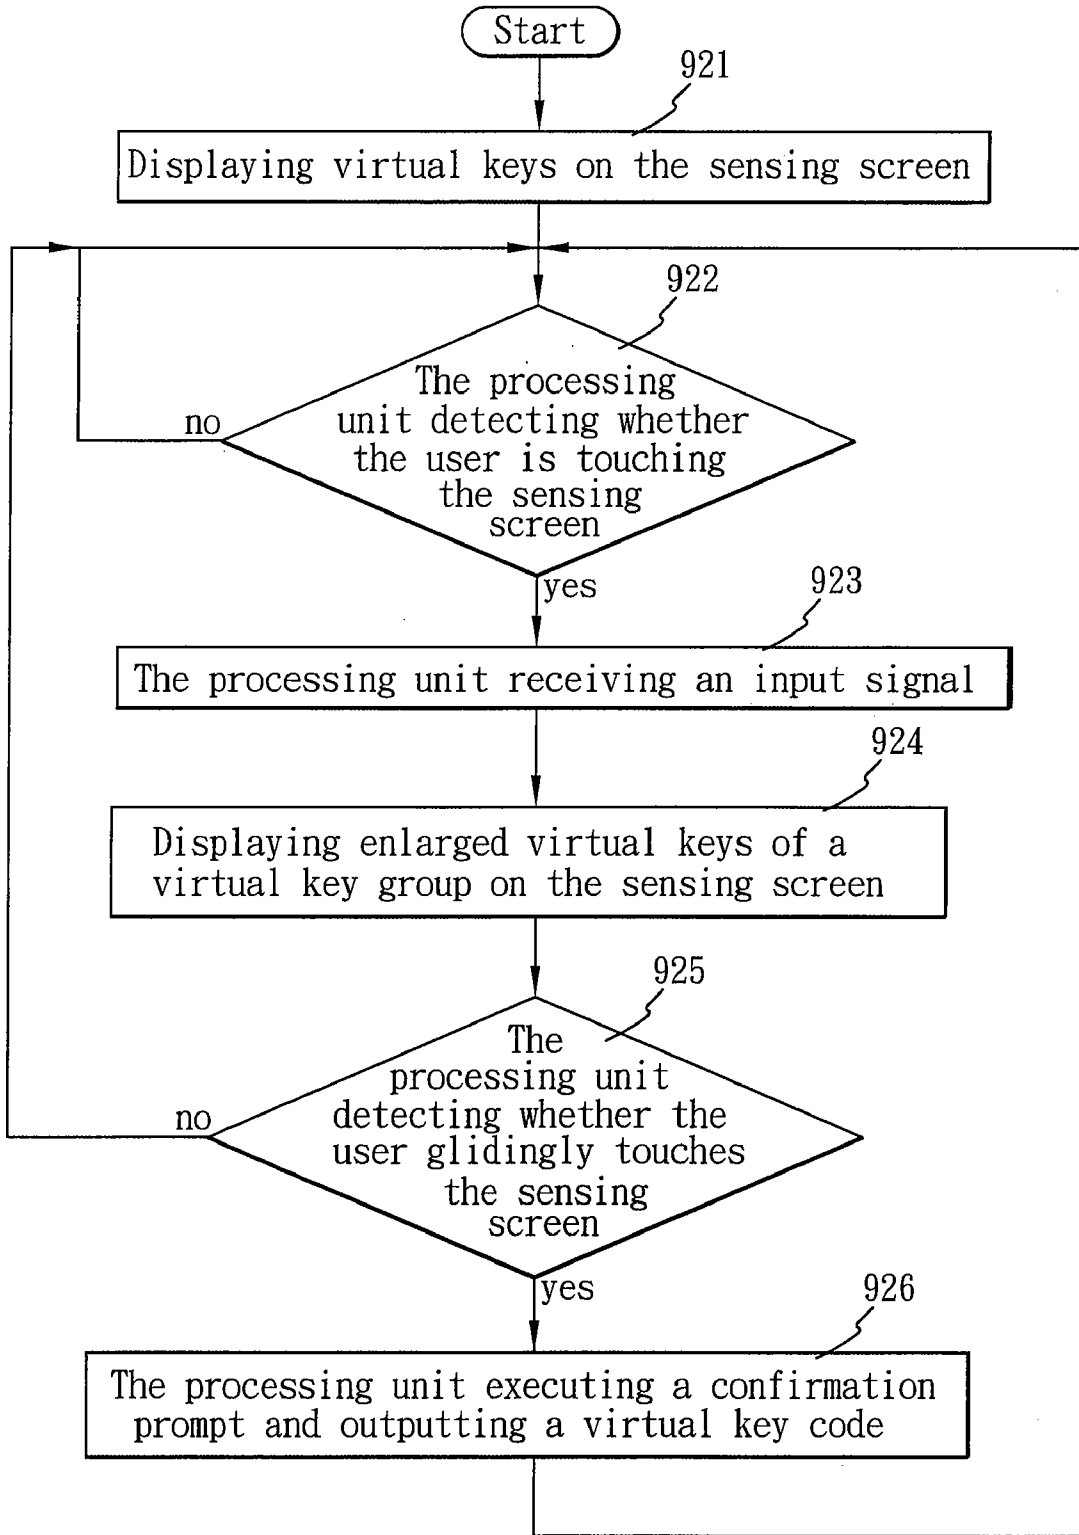 Start
921
Displaying virtual keys on the sensing screen
922
The processing
unit detecting whether
the user is touching
the sensing
screen
no
yes
923
The processing unit receiving an input signal
924
Displaying enlarged virtual keys of a
virtual key group on the sensing screen
925
The
processing unit
detecting whether the
user glidingly touches
the sensing
screen
no
yes
926
The processing unit executing a confirmation
prompt and outputting a virtual key code